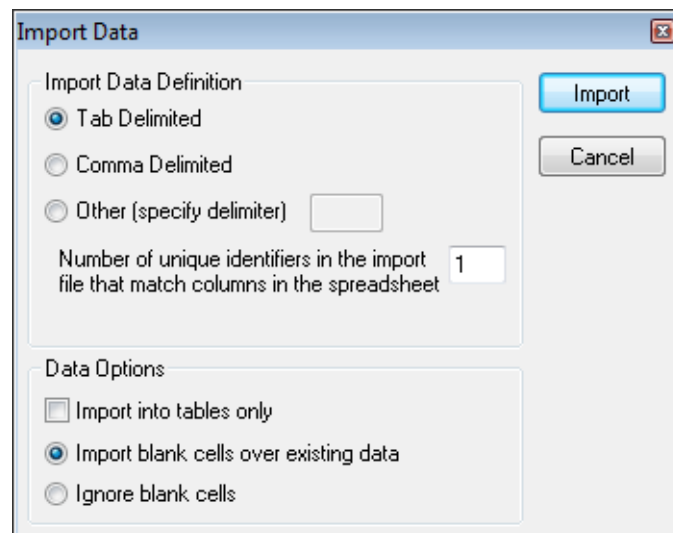 Import Data
Import Data Definition
Import
Tab Delimited
Comma Delimited
Cancel
Other (specify delimiter)
Number of unique identifiers in the import
file that match columns in the spreadsheet
1
Data Options
Import into tables only
Import blank cells over existing data
Ignore blank cells